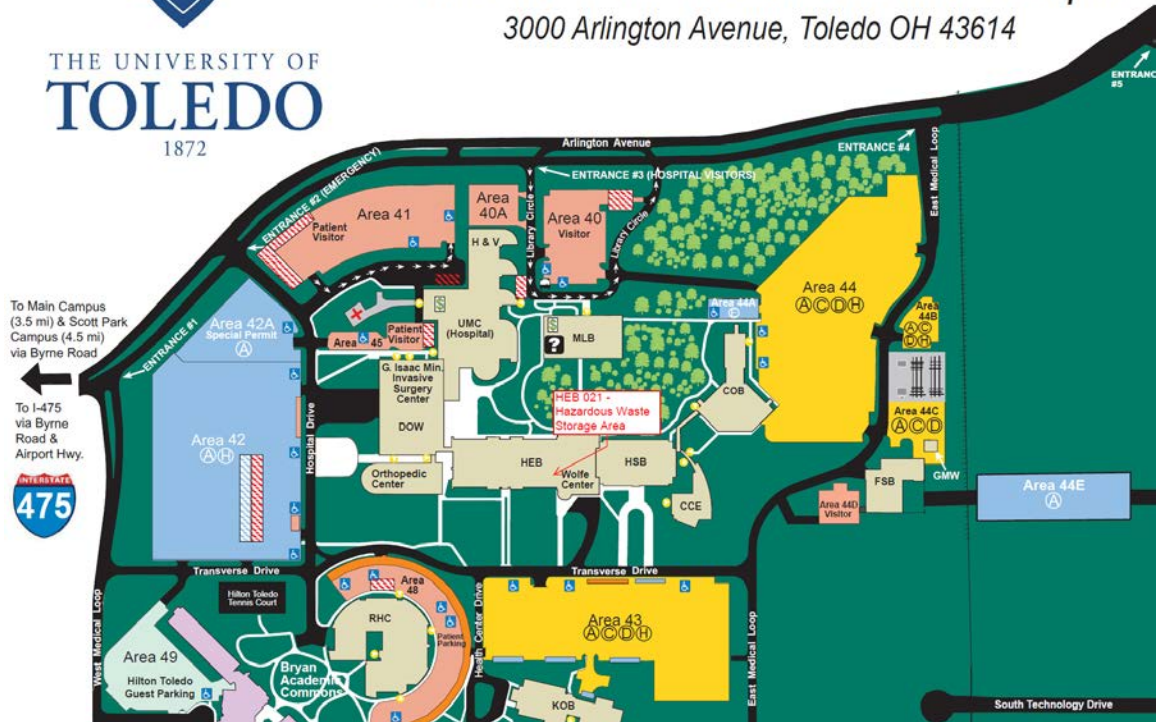 3000 Arlington Avenue, Toledo OH 43614
THE UNIVERSITY OF
TOLEDO
1872
ENTRANCE #5
Arlington Avenue
ENTRANCE #4
ENTRANCE #2 (EMERGENCY)
ENTRANCE #3 (HOSPITAL VISITORS)
East Medical Loop
Area 41
Patient
Visitor
Area
40A
Library Circle
Area 40
Visitor
Library Circle
H & V
To Main Campus
(3.5 mi) & Scott Park
Campus (4.5 mi)
via Byrne Road
ENTRANCE #1
Area 42A
Special Permit
A
Area 45
Patient
Visitor
UMC
(Hospital)
$
$
?
MLB
Area 44A
C
Area 44
A C D H
Area
44B
A C
D H
G. Isaac Min.
Invasive
Surgery
Center
DOW
HEB 021 -
Hazardous Waste
Storage Area
COB
Area 44C
A C D
To I-475
via Byrne
Road &
Airport Hwy.
INTERSTATE
475
Area 42
A H
Hospital Drive
Orthopedic
Center
HEB
Wolfe
Center
HSB
CCE
FSB
GMW
Area 44D
Visitor
Area 44E
A
Transverse Drive
Transverse Drive
Hilton Toledo
Tennis Court
Area
48
RHC
Patient
Parking
Health Center Drive
Area 43
A C D H
West Medical Loop
East Medical Loop
Area 49
Hilton Toledo
Guest Parking
Bryan
Academic
Commons
KOB
South Technology Drive